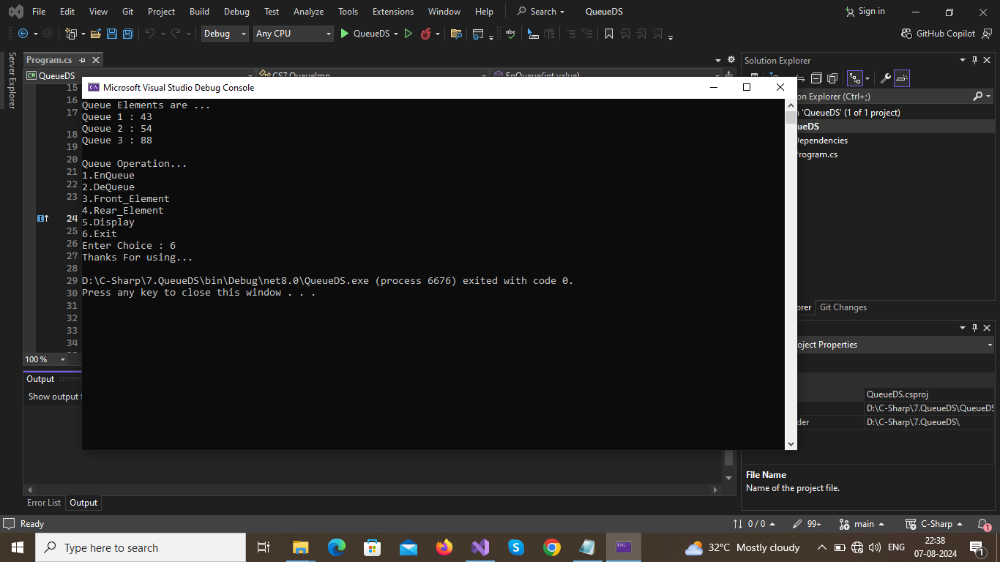 File Edit View Git Project Build Debug Test Analyze Tools Extensions Window Help Search QueueDS Sign in
Debug Any CPU QueueDS GitHub Copilot
Server Explorer
Program.cs
QueueDS CS7.QueueImp EnQueue(int value)
Microsoft Visual Studio Debug Console
Queue Elements are ...
Queue 1 : 43
Queue 2 : 54
Queue 3 : 88
Queue Operation...
1.EnQueue
2.DeQueue
3.Front_Element
4.Rear_Element
5.Display
6.Exit
Enter Choice : 6
Thanks For using...
D:\C-Sharp\7.QueueDS\bin\Debug\net8.0\QueueDS.exe (process 6676) exited with code 0.
Press any key to close this window . . .
15
16
17
18
19
20
21
22
23
24
25
26
27
28
29
30
31
32
33
34
100 %
Output
Show output
Error List Output
Solution Explorer
on Explorer (Ctrl+;)
'QueueDS' (1 of 1 project)
ueDS
Dependencies
Program.cs
orer Git Changes
oject Properties
QueueDS.csproj
D:\C-Sharp\7.QueueDS\QueueDS
der D:\C-Sharp\7.QueueDS\
File Name
Name of the project file.
Ready 0 / 0 99+ main C-Sharp 1
Type here to search 32°C Mostly cloudy ENG 22:38
07-08-2024 1